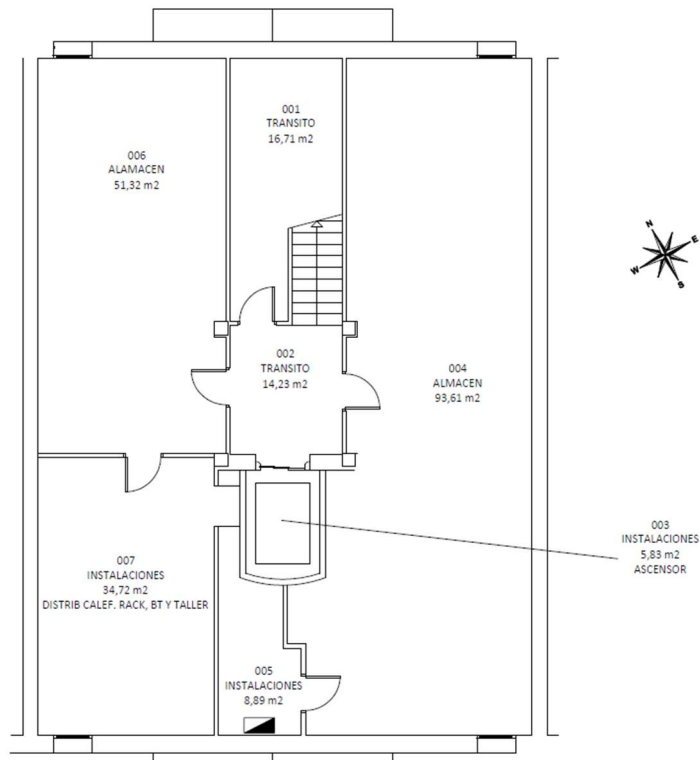 001
TRANSITO
16,71 m2
006
ALAMACEN
51,32 m2
N
E
W
S
002
TRANSITO
14,23 m2
004
ALMACEN
93,61 m2
003
INSTALACIONES
5,83 m2
ASCENSOR
007
INSTALACIONES
34,72 m2
DISTRIB CALEF. RACK, BT Y TALLER
005
INSTALACIONES
8,89 m2